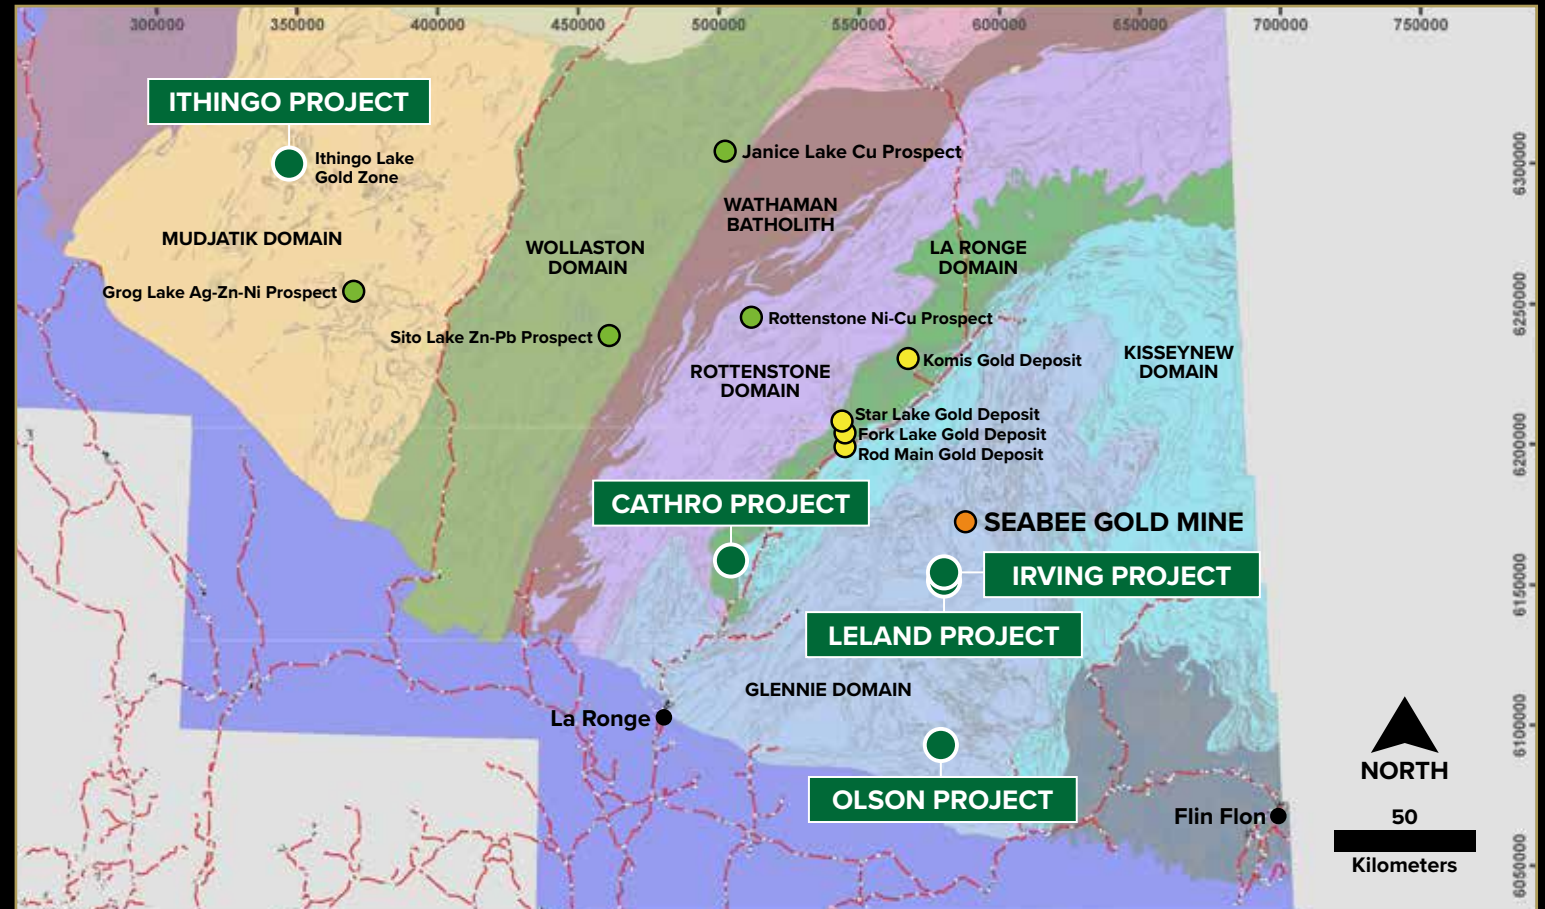 300000 350000 400000 450000 500000 550000 600000 650000 700000 750000
ITHINGO PROJECT
Ithingo Lake
Gold Zone
Janice Lake Cu Prospect
6300000
WATHAMAN
BATHOLITH
MUDJATIK DOMAIN
WOLLASTON
DOMAIN
LA RONGE
DOMAIN
Grog Lake Ag-Zn-Ni Prospect
6250000
Rottenstone Ni-Cu Prospect
Sito Lake Zn-Pb Prospect
Komis Gold Deposit
KISSEYNEW
DOMAIN
ROTTENSTONE
DOMAIN
Star Lake Gold Deposit
Fork Lake Gold Deposit
Rod Main Gold Deposit
6200000
CATHRO PROJECT
SEABEE GOLD MINE
IRVING PROJECT
6150000
LELAND PROJECT
GLENNIE DOMAIN
La Ronge
6100000
OLSON PROJECT
NORTH
Flin Flon
50
Kilometers
6050000